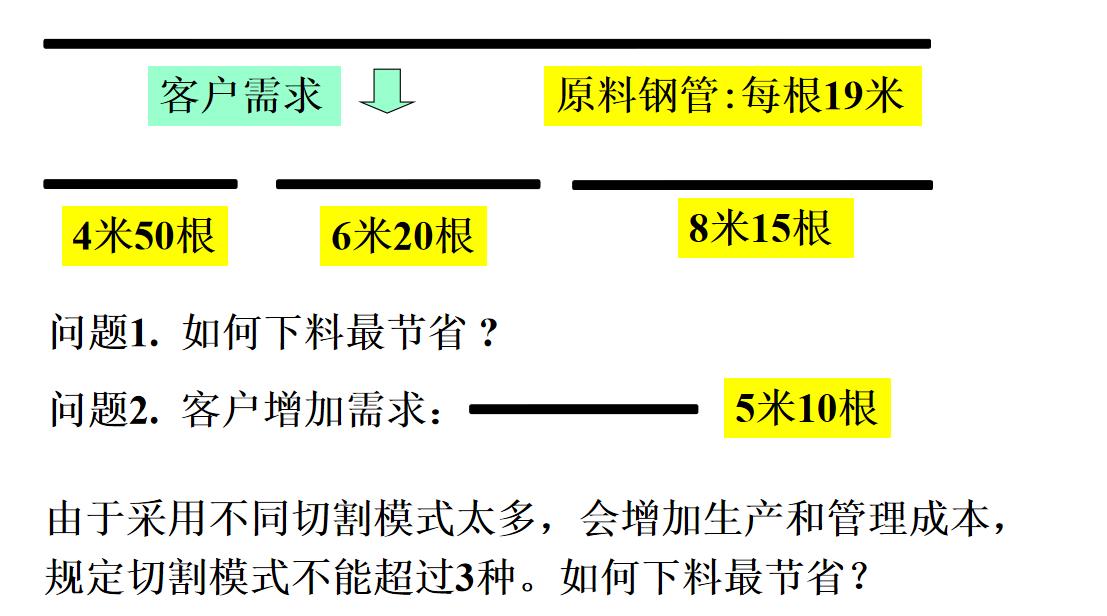 客户需求
原料钢管:每根19米
4米50根
6米20根
8米15根
问题1. 如何下料最节省 ?
问题2. 客户增加需求：
5米10根
由于采用不同切割模式太多，会增加生产和管理成本，
规定切割模式不能超过3种。如何下料最节省？